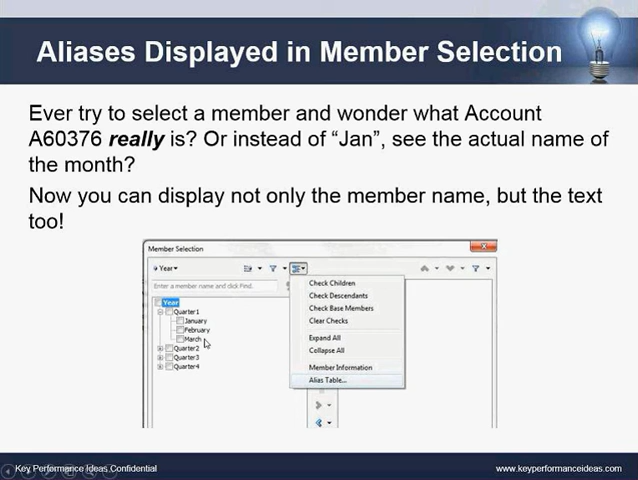 Aliases Displayed in Member Selection
Ever try to select a member and wonder what Account
A60376 really is? Or instead of “Jan”, see the actual name of
the month?
Now you can display not only the member name, but the text
too!
Member Selection
Year
Enter a member name and click Find.
Check Children
Check Descendants
Check Base Members
Clear Checks
Expand All
Collapse All
Member Information
Alias Table...
Year
Quarter1
January
February
March
Quarter2
Quarter3
Quarter4
Key Performance Ideas Confidential
www.keyperformanceideas.com